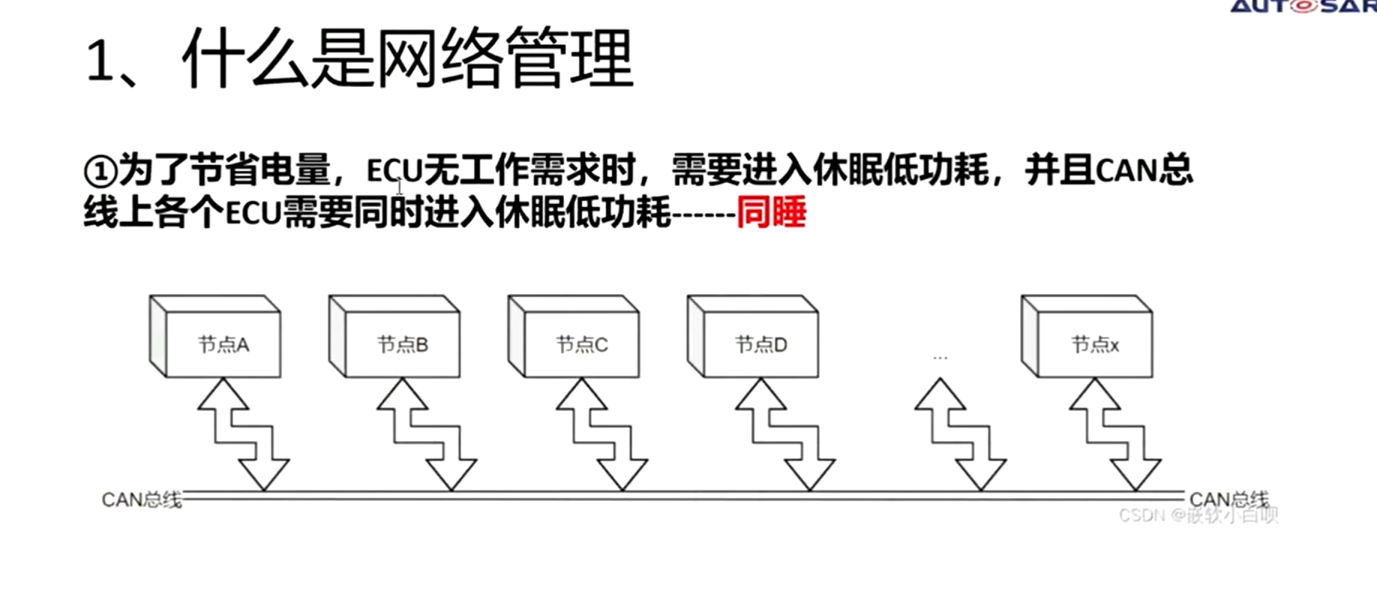 AUTOSAR
1、什么是网络管理
①为了节省电量，ECU无工作需求时，需要进入休眠低功耗，并且CAN总
线上各个ECU需要同时进入休眠低功耗------同睡
节点A
节点B
节点C
节点D
...
节点x
CAN总线
CAN总线
CSDN @嵌软小白呗